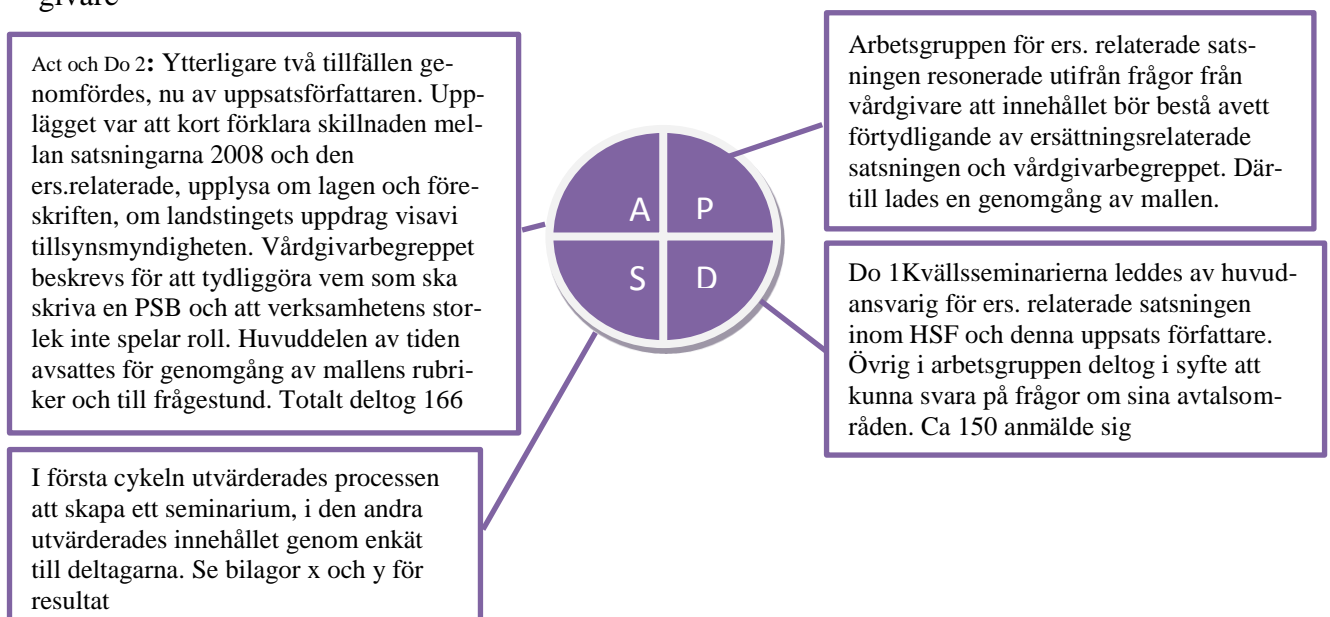 givare
Act och Do 2: Ytterligare två tillfällen ge-
nomfördes, nu av uppsatsförfattaren. Upp-
lägget var att kort förklara skillnaden mel-
lan satsningarna 2008 och den
ers.relaterade, upplysa om lagen och före-
skriften, om landstingets uppdrag visavi
tillsynsmyndigheten. Vårdgivarbegreppet
beskrevs för att tydliggöra vem som ska
skriva en PSB och att verksamhetens stor-
lek inte spelar roll. Huvuddelen av tiden
avsattes för genomgång av mallens rubri-
ker och till frågestund. Totalt deltog 166
I första cykeln utvärderades processen
att skapa ett seminarium, i den andra
utvärderades innehållet genom enkät
till deltagarna. Se bilagor x och y för
resultat
A P
S D
Arbetsgruppen för ers. relaterade sats-
ningen resonerade utifrån frågor från
vårdgivare att innehållet bör bestå avett
förtydligande av ersättningsrelaterade
satsningen och vårdgivarbegreppet. Där-
till lades en genomgång av mallen.
Do 1Kvällsseminarierna leddes av huvud-
ansvarig för ers. relaterade satsningen
inom HSF och denna uppsats författare.
Övrig i arbetsgruppen deltog i syfte att
kunna svara på frågor om sina avtalsom-
råden. Ca 150 anmälde sig